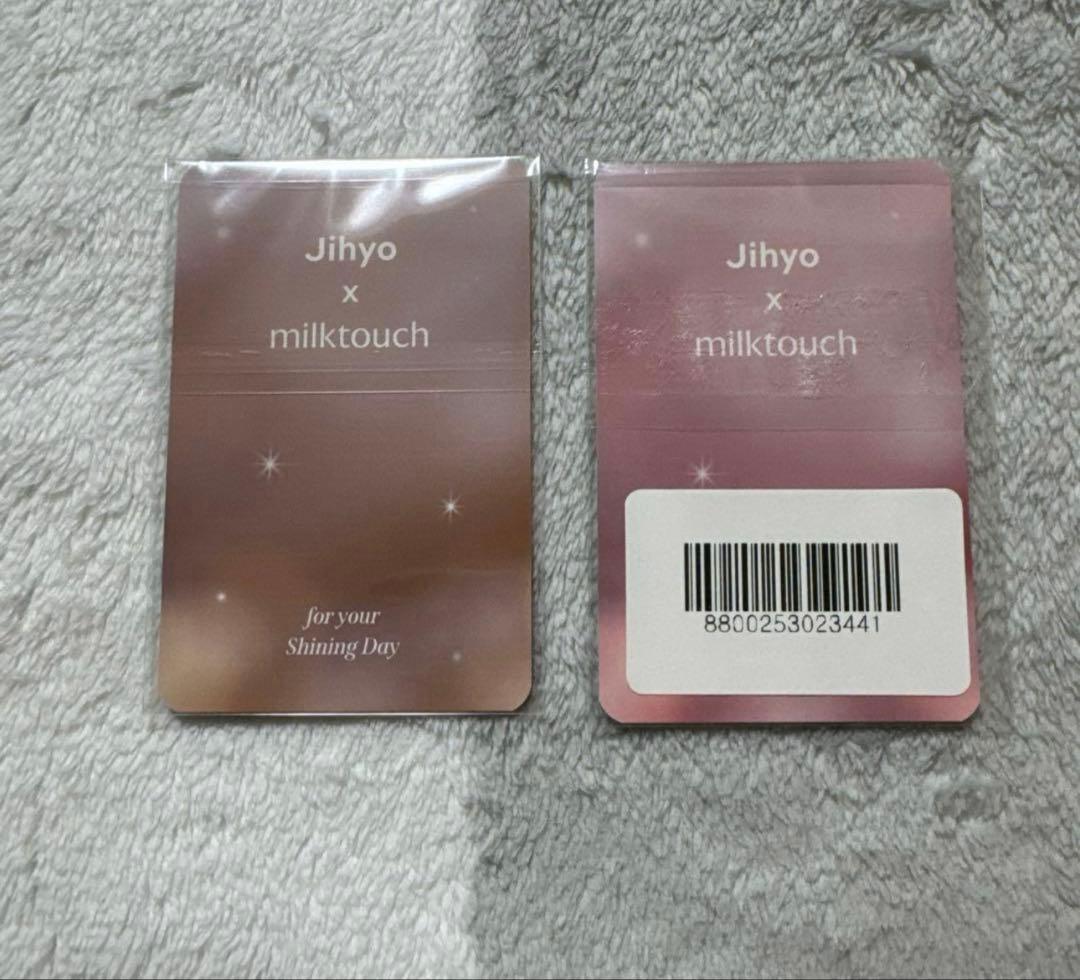 Jihyo
x
milktouch
for your
Shining Day
Jihyo
x
milktouch
8800253023441